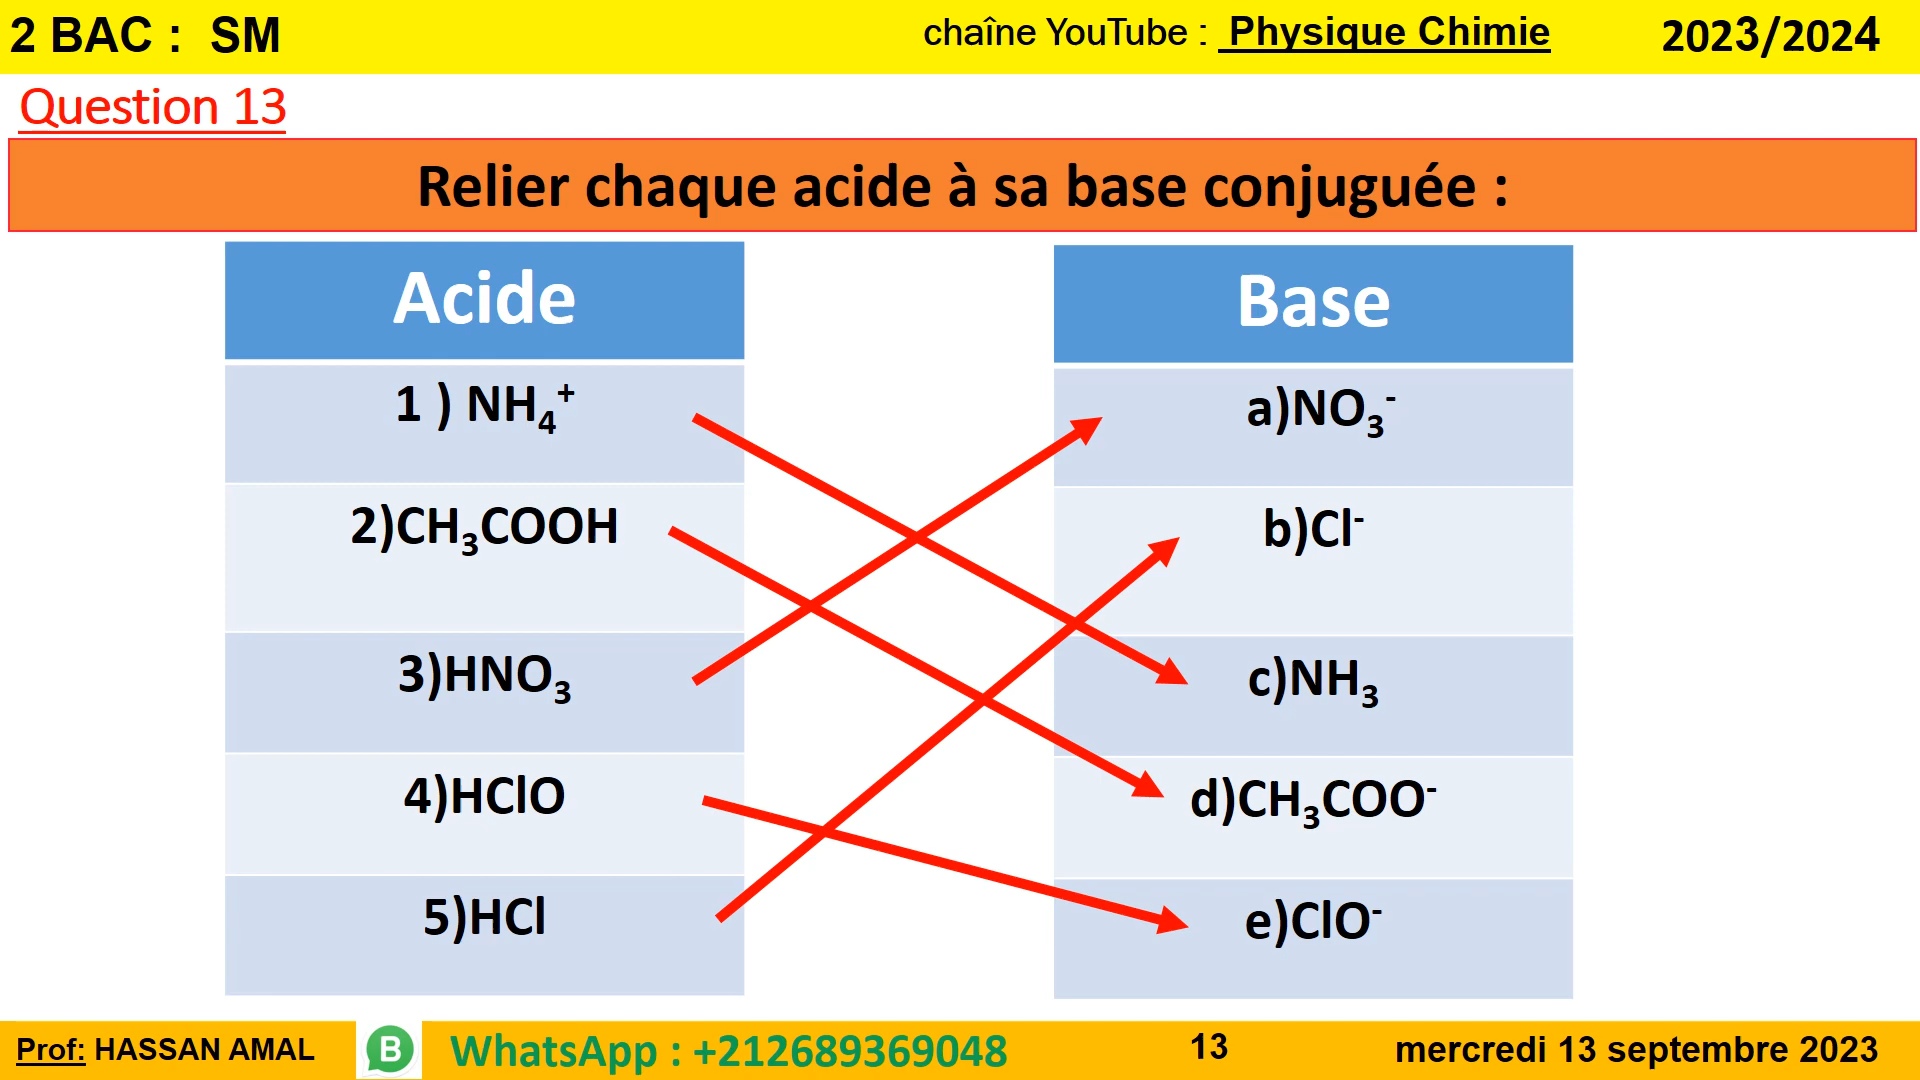 2 BAC :  SM
chaîne YouTube : Physique Chimie
2023/2024
Question 13
Relier chaque acide à sa base conjuguée :
Acide
1 ) NH₄⁺
2)CH₃COOH
3)HNO₃
4)HClO
5)HCl
Base
a)NO₃⁻
b)Cl⁻
c)NH₃
d)CH₃COO⁻
e)ClO⁻
Prof: HASSAN AMAL
B
WhatsApp : +212689369048
13
mercredi 13 septembre 2023